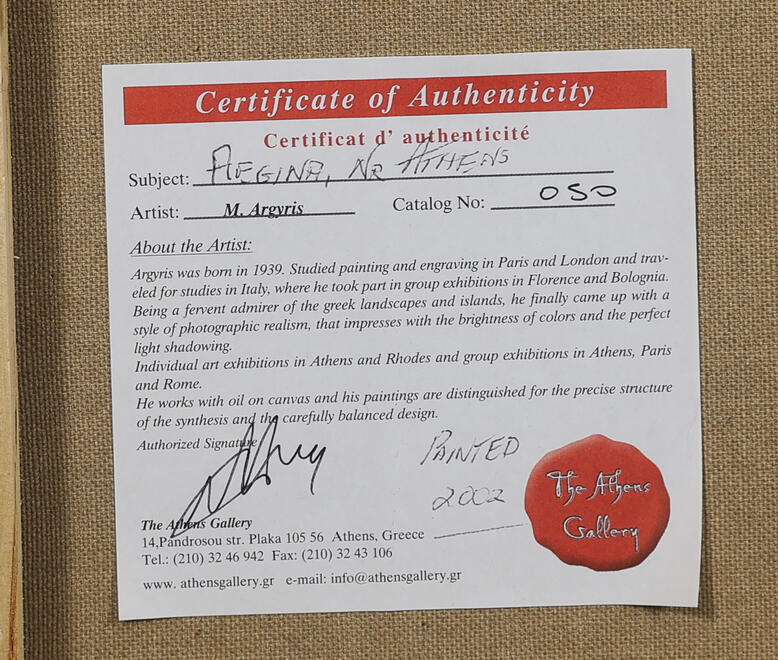 Certificate of Authenticity
Certificat d' authenticité
Subject: AEGINA, NR ATHENS
Artist: M. Argyris Catalog No: 050
About the Artist:
Argyris was born in 1939. Studied painting and engraving in Paris and London and trav-
eled for studies in Italy, where he took part in group exhibitions in Florence and Bolognia.
Being a fervent admirer of the greek landscapes and islands, he finally came up with a
style of photographic realism, that impresses with the brightness of colors and the perfect
light shadowing.
Individual art exhibitions in Athens and Rhodes and group exhibitions in Athens, Paris
and Rome.
He works with oil on canvas and his paintings are distinguished for the precise structure
of the synthesis and the carefully balanced design.
Authorized Signature
PAINTED
2002
The Athens Gallery
14,Pandrosou str. Plaka 105 56 Athens, Greece
Tel.: (210) 32 46 942 Fax: (210) 32 43 106
www. athensgallery.gr e-mail: info@athensgallery.gr
The Athens
Gallery